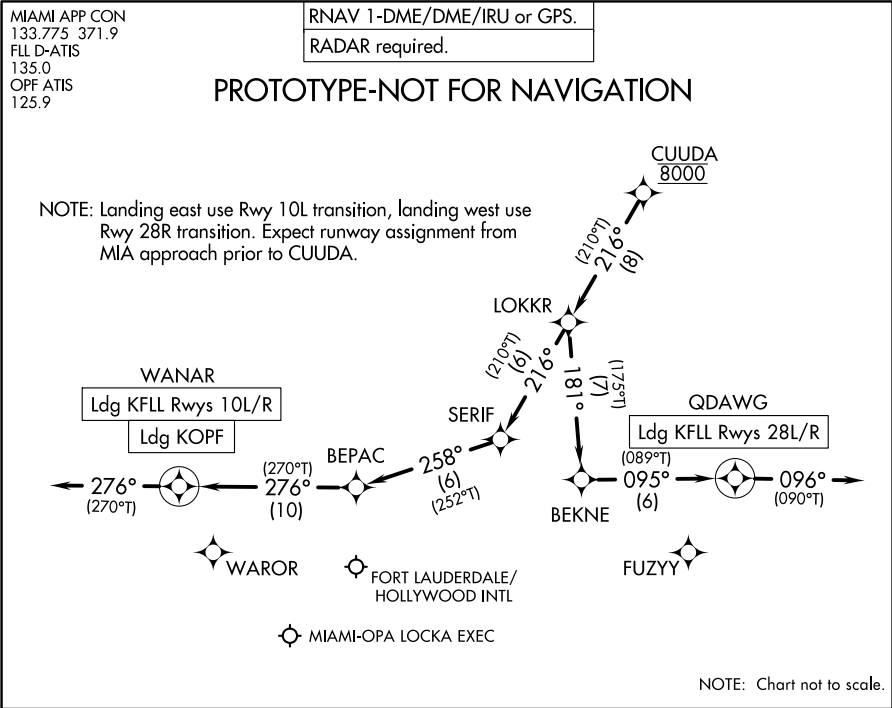 MIAMI APP CON
133.775 371.9
FLL D-ATIS
135.0
OPF ATIS
125.9
RNAV 1-DME/DME/IRU or GPS.
RADAR required.
PROTOTYPE-NOT FOR NAVIGATION
CUUDA
8000
NOTE: Landing east use Rwy 10L transition, landing west use
Rwy 28R transition. Expect runway assignment from
MIA approach prior to CUUDA.
(210°T)
216°
(8)
LOKKR
(210°T)
(6)
216°
181°
(7)
(175°T)
WANAR
Ldg KFLL Rwys 10L/R
Ldg KOPF
SERIF
QDAWG
Ldg KFLL Rwys 28L/R
BEPAC
258°
(6)
(252°T)
276°
(270°T)
(270°T)
276°
(10)
(089°T)
095°
(6)
096°
(090°T)
BEKNE
WAROR
FUZYY
FORT LAUDERDALE/
HOLLYWOOD INTL
MIAMI-OPA LOCKA EXEC
NOTE: Chart not to scale.